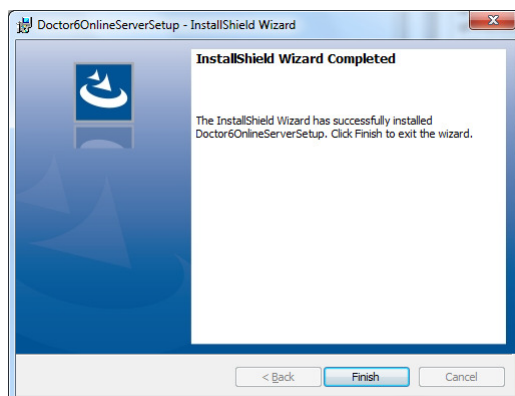 Doctor6OnlineServerSetup - InstallShield Wizard
InstallShield Wizard Completed
The InstallShield Wizard has successfully installed
Doctor6OnlineServerSetup. Click Finish to exit the wizard.
< Back
Finish
Cancel